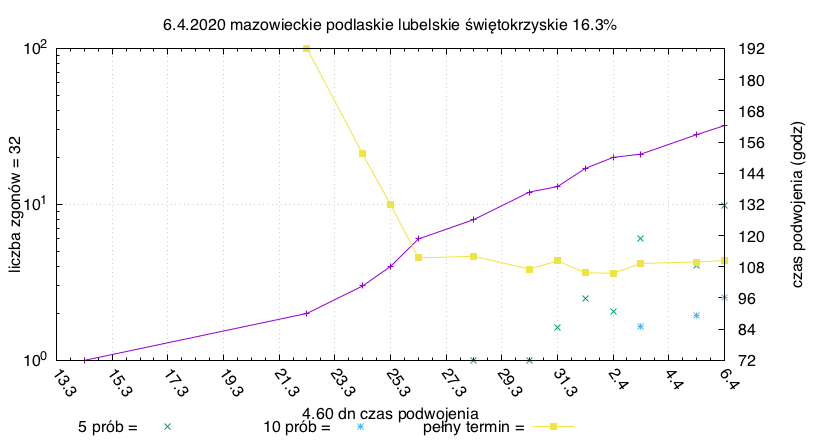 6.4.2020 mazowieckie podlaskie lubelskie świętokrzyskie 16.3%
liczba zgonów = 32
10²
10¹
10⁰
192
180
168
156
144
132
120
108
96
84
72
czas podwojenia (godz)
13.3 15.3 17.3 19.3 21.3 23.3 25.3 27.3 29.3 31.3 2.4 4.4 6.4
4.60 dn czas podwojenia
5 prób = 10 prób = pełny termin =